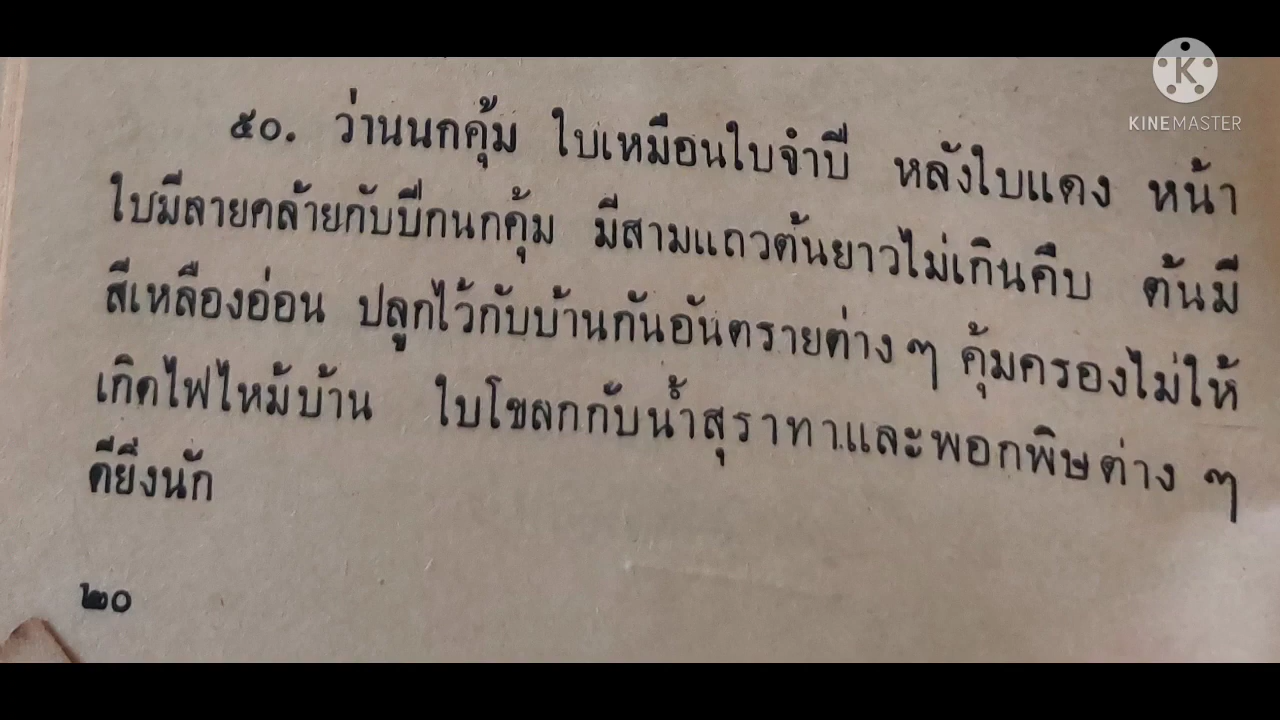 KINEMASTER
๕๐. ว่านนกคุ้ม ใบเหมือนใบจำปี หลังใบแดง หน้า
ใบมีลายคล้ายกับปีกนกคุ้ม มีสามแถวต้นยาวไม่เกินคืบ ต้นมี
สีเหลืองอ่อน ปลูกไว้กับบ้านกันอันตรายต่าง ๆ คุ้มครองไม่ให้
เกิดไฟไหม้บ้าน ใบโขลกกับน้ำสุราทาและพอกพิษต่าง ๆ
ดียิ่งนัก
๒๐